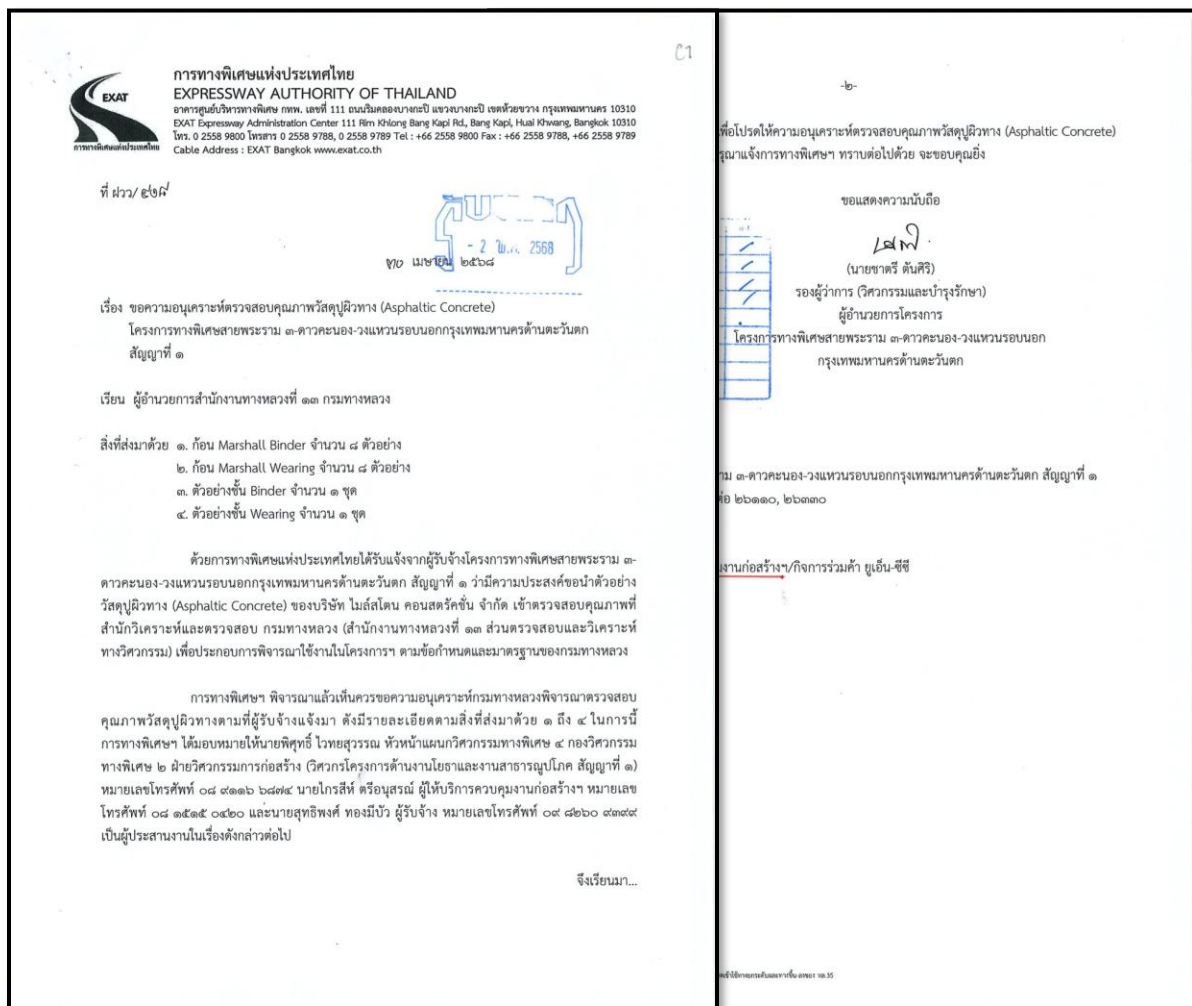 C1
EXAT
การทางพิเศษแห่งประเทศไทย
การทางพิเศษแห่งประเทศไทย
EXPRESSWAY AUTHORITY OF THAILAND
อาคารศูนย์บริหารทางพิเศษ กทพ. เลขที่ 111 ถนนริมคลองบางกะปิ แขวงบางกะปิ เขตห้วยขวาง กรุงเทพมหานคร 10310
EXAT Expressway Administration Center 111 Rim Khlong Bang Kapi Rd., Bang Kapi, Huai Khwang, Bangkok 10310
โทร. 0 2558 9800 โทรสาร 0 2558 9788, 0 2558 9789 Tel : +66 2558 9800 Fax : +66 2558 9788, +66 2558 9789
Cable Address : EXAT Bangkok www.exat.co.th
ที่ ฝวว/
- 2 พ.ค. 2568
๓๐ เมษายน ๒๕๖๘
เรื่อง ขอความอนุเคราะห์ตรวจสอบคุณภาพวัสดุปูผิวทาง (Asphaltic Concrete)
โครงการทางพิเศษสายพระราม ๓-ดาวคะนอง-วงแหวนรอบนอกกรุงเทพมหานครด้านตะวันตก
สัญญาที่ ๑
เรียน ผู้อำนวยการสำนักงานทางหลวงที่ ๑๓ กรมทางหลวง
สิ่งที่ส่งมาด้วย ๑. ก้อน Marshall Binder จำนวน ๘ ตัวอย่าง
๒. ก้อน Marshall Wearing จำนวน ๘ ตัวอย่าง
๓. ตัวอย่างชั้น Binder จำนวน ๑ ชุด
๔. ตัวอย่างชั้น Wearing จำนวน ๑ ชุด
ด้วยการทางพิเศษแห่งประเทศไทยได้รับแจ้งจากผู้รับจ้างโครงการทางพิเศษสายพระราม ๓-
ดาวคะนอง-วงแหวนรอบนอกกรุงเทพมหานครด้านตะวันตก สัญญาที่ ๑ ว่ามีความประสงค์ขอนำตัวอย่าง
วัสดุปูผิวทาง (Asphaltic Concrete) ของบริษัท ไมล์สโตน คอนสตรัคชั่น จำกัด เข้าตรวจสอบคุณภาพที่
สำนักวิเคราะห์และตรวจสอบ กรมทางหลวง (สำนักงานทางหลวงที่ ๑๓ ส่วนตรวจสอบและวิเคราะห์
ทางวิศวกรรม) เพื่อประกอบการพิจารณาใช้งานในโครงการฯ ตามข้อกำหนดและมาตรฐานของกรมทางหลวง
การทางพิเศษฯ พิจารณาแล้วเห็นควรขอความอนุเคราะห์กรมทางหลวงพิจารณาตรวจสอบ
คุณภาพวัสดุปูผิวทางตามที่ผู้รับจ้างแจ้งมา ดังมีรายละเอียดตามสิ่งที่ส่งมาด้วย ๑ ถึง ๔ ในการนี้
การทางพิเศษฯ ได้มอบหมายให้นายพิศุทธิ์ ไวทยสุวรรณ หัวหน้าแผนกวิศวกรรมทางพิเศษ ๔ กองวิศวกรรม
ทางพิเศษ ๒ ฝ่ายวิศวกรรมการก่อสร้าง (วิศวกรโครงการด้านงานโยธาและงานสาธารณูปโภค สัญญาที่ ๑)
หมายเลขโทรศัพท์ ๐๘ ๙๑๑๖ ๖๘๗๔ นายไกรสีห์ ตรีอนุสรณ์ ผู้ให้บริการควบคุมงานก่อสร้างฯ หมายเลข
โทรศัพท์ ๐๘ ๑๕๑๕ ๐๔๒๐ และนายสุทธิพงศ์ ทองมีบัว ผู้รับจ้าง หมายเลขโทรศัพท์ ๐๙ ๘๒๖๐ ๙๓๙๙
เป็นผู้ประสานงานในเรื่องดังกล่าวต่อไป
จึงเรียนมา...
-๒-
เพื่อโปรดให้ความอนุเคราะห์ตรวจสอบคุณภาพวัสดุปูผิวทาง (Asphaltic Concrete)
รุณาแจ้งการทางพิเศษฯ ทราบต่อไปด้วย จะขอบคุณยิ่ง
ขอแสดงความนับถือ
(นายชาตรี ตันศิริ)
รองผู้ว่าการ (วิศวกรรมและบำรุงรักษา)
ผู้อำนวยการโครงการ
โครงการทางพิเศษสายพระราม ๓-ดาวคะนอง-วงแหวนรอบนอก
กรุงเทพมหานครด้านตะวันตก
าม ๓-ดาวคะนอง-วงแหวนรอบนอกกรุงเทพมหานครด้านตะวันตก สัญญาที่ ๑
ต่อ ๒๖๑๑๐, ๒๖๓๓๐
มงานก่อสร้างฯ/กิจการร่วมค้า ยูเอ็น-ซีซี